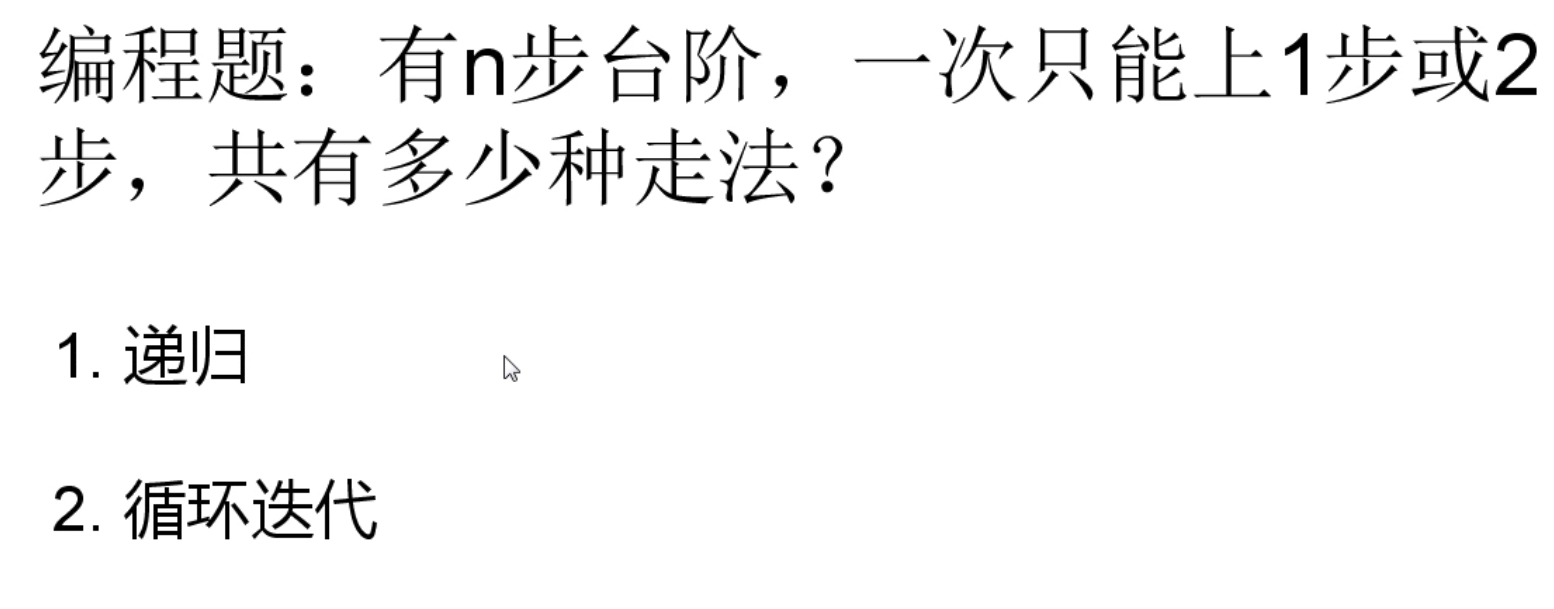 编程题：有n步台阶，一次只能上1步或2
步，共有多少种走法？
1. 递归
2. 循环迭代